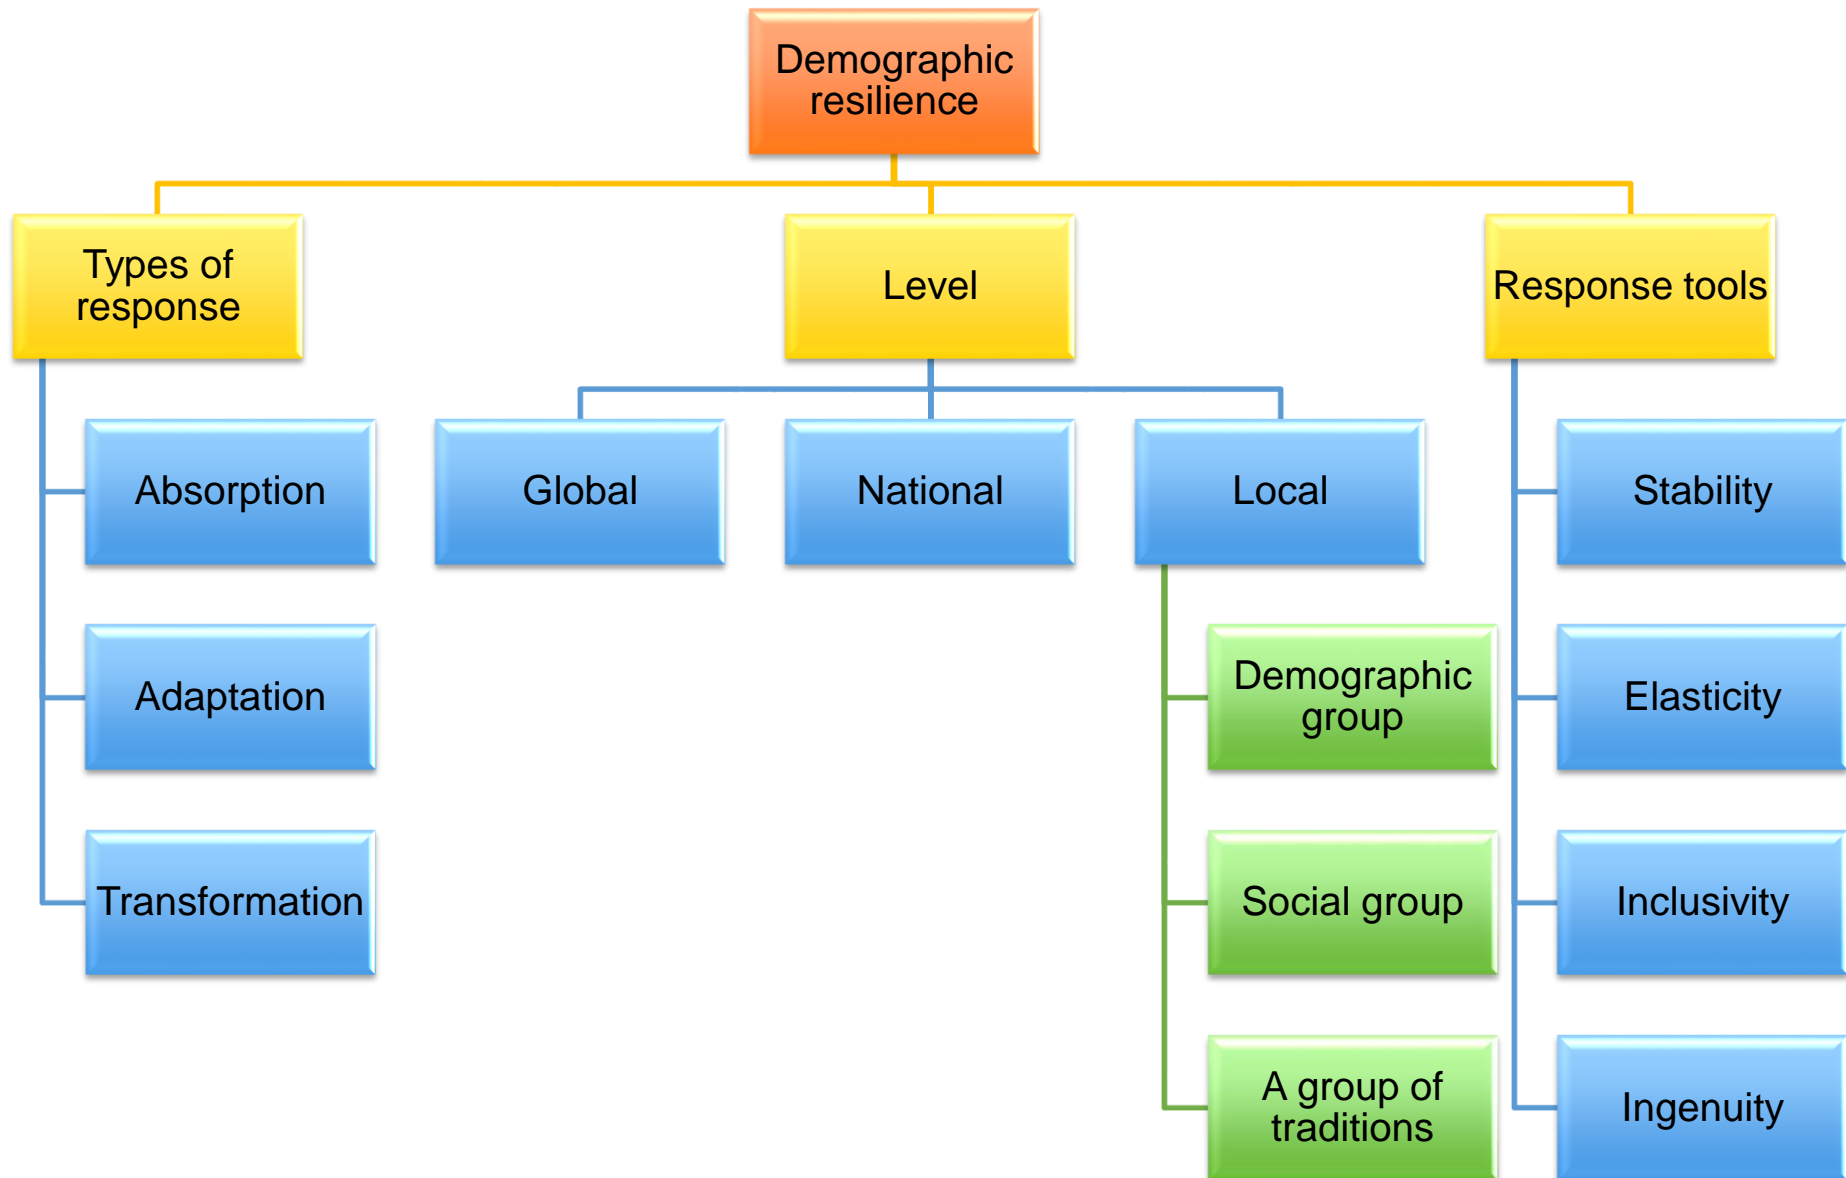 Demographic
resilience
Types of
response
Level
Response tools
Absorption
Global
National
Local
Stability
Adaptation
Demographic
group
Elasticity
Transformation
Social group
Inclusivity
A group of
traditions
Ingenuity